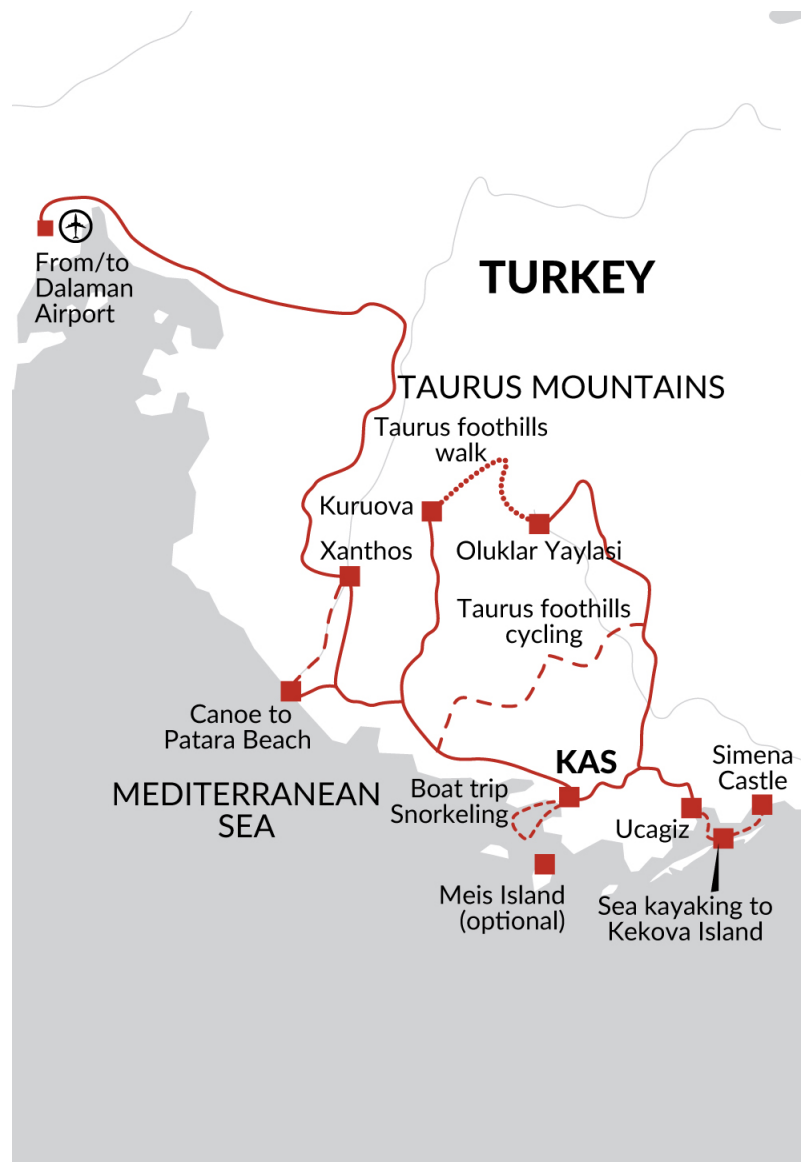 From/to
Dalaman
Airport
TURKEY
TAURUS MOUNTAINS
Taurus foothills
walk
Kuruova
Oluklar Yaylasi
Xanthos
Taurus foothills
cycling
Canoe to
Patara Beach
MEDITERRANEAN
SEA
KAS
Simena
Castle
Boat trip
Snorkeling
Ucagiz
Meis Island
(optional)
Sea kayaking to
Kekova Island